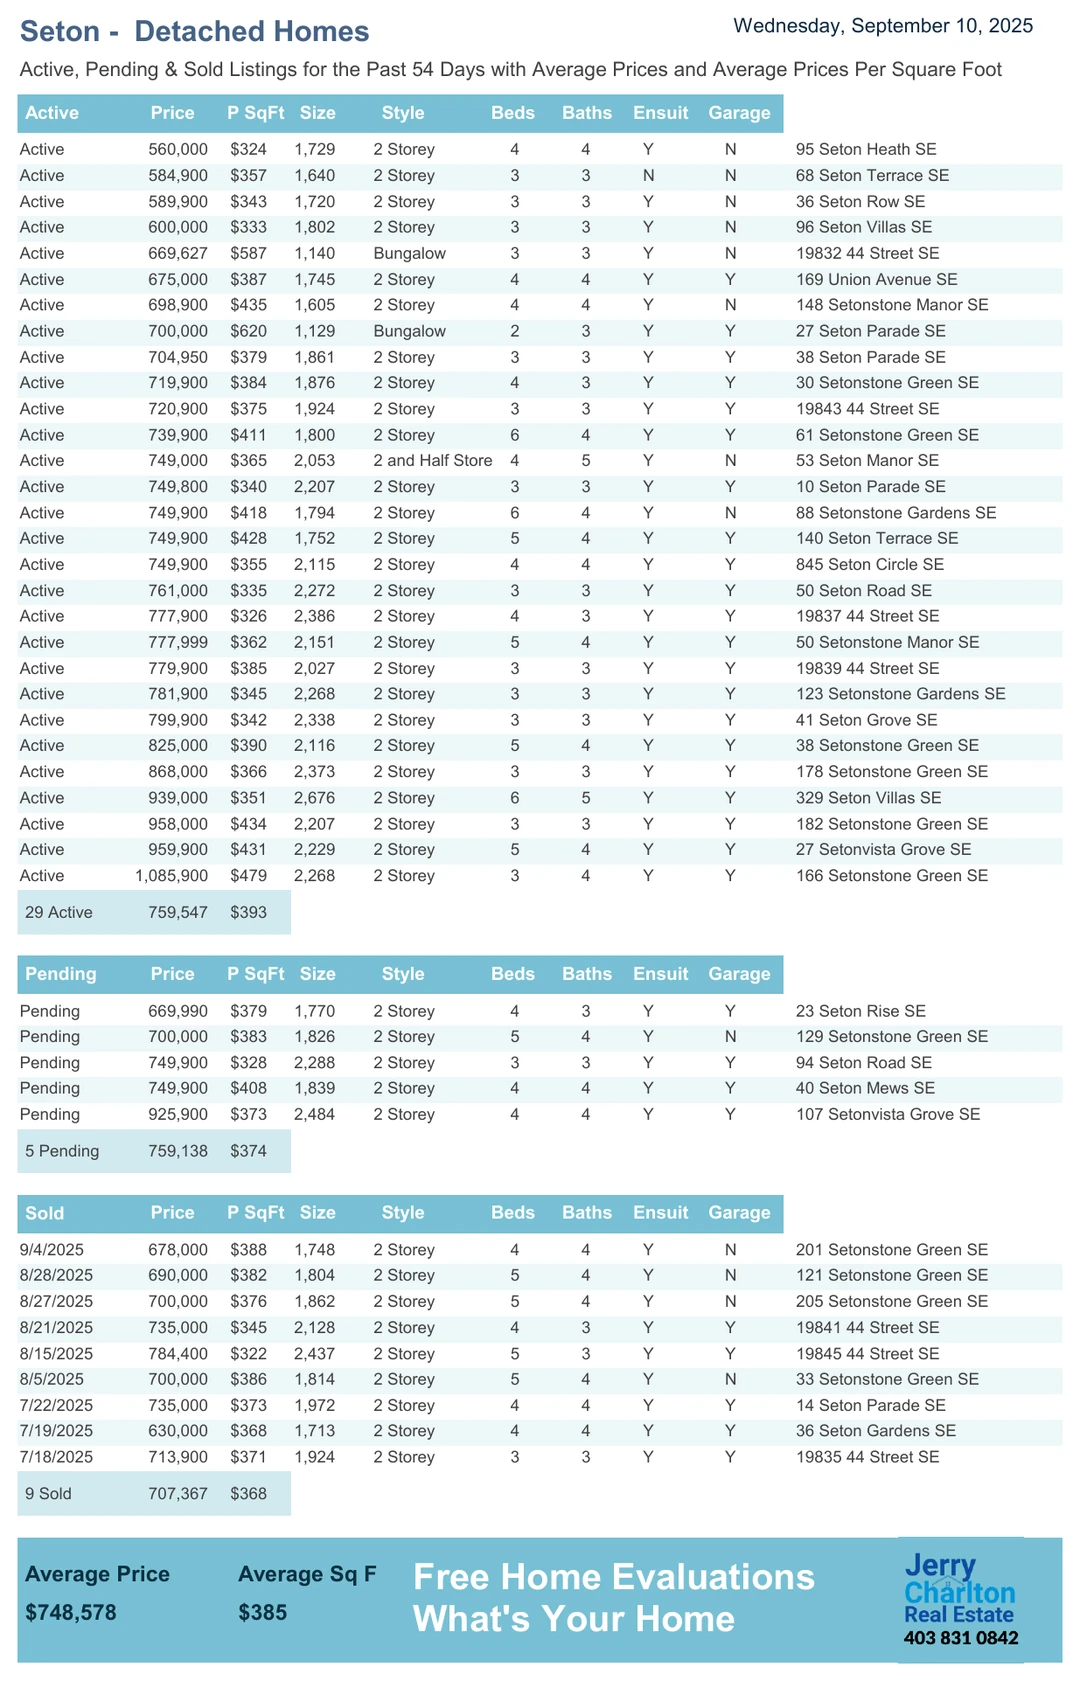 Seton - Detached Homes
Wednesday, September 10, 2025
Active, Pending & Sold Listings for the Past 54 Days with Average Prices and Average Prices Per Square Foot
Active Price P SqFt Size Style Beds Baths Ensuit Garage
Active 560,000 $324 1,729 2 Storey 4 4 Y N 95 Seton Heath SE
Active 584,900 $357 1,640 2 Storey 3 3 N N 68 Seton Terrace SE
Active 589,900 $343 1,720 2 Storey 3 3 Y N 36 Seton Row SE
Active 600,000 $333 1,802 2 Storey 3 3 Y N 96 Seton Villas SE
Active 669,627 $587 1,140 Bungalow 3 3 Y N 19832 44 Street SE
Active 675,000 $387 1,745 2 Storey 4 4 Y Y 169 Union Avenue SE
Active 698,900 $435 1,605 2 Storey 4 4 Y N 148 Setonstone Manor SE
Active 700,000 $620 1,129 Bungalow 2 3 Y Y 27 Seton Parade SE
Active 704,950 $379 1,861 2 Storey 3 3 Y Y 38 Seton Parade SE
Active 719,900 $384 1,876 2 Storey 4 3 Y Y 30 Setonstone Green SE
Active 720,900 $375 1,924 2 Storey 3 3 Y Y 19843 44 Street SE
Active 739,900 $411 1,800 2 Storey 6 4 Y Y 61 Setonstone Green SE
Active 749,000 $365 2,053 2 and Half Store 4 5 Y N 53 Seton Manor SE
Active 749,800 $340 2,207 2 Storey 3 3 Y Y 10 Seton Parade SE
Active 749,900 $418 1,794 2 Storey 6 4 Y N 88 Setonstone Gardens SE
Active 749,900 $428 1,752 2 Storey 5 4 Y Y 140 Seton Terrace SE
Active 749,900 $355 2,115 2 Storey 4 4 Y Y 845 Seton Circle SE
Active 761,000 $335 2,272 2 Storey 3 3 Y Y 50 Seton Road SE
Active 777,900 $326 2,386 2 Storey 4 3 Y Y 19837 44 Street SE
Active 777,999 $362 2,151 2 Storey 5 4 Y Y 50 Setonstone Manor SE
Active 779,900 $385 2,027 2 Storey 3 3 Y Y 19839 44 Street SE
Active 781,900 $345 2,268 2 Storey 3 3 Y Y 123 Setonstone Gardens SE
Active 799,900 $342 2,338 2 Storey 3 3 Y Y 41 Seton Grove SE
Active 825,000 $390 2,116 2 Storey 5 4 Y Y 38 Setonstone Green SE
Active 868,000 $366 2,373 2 Storey 3 3 Y Y 178 Setonstone Green SE
Active 939,000 $351 2,676 2 Storey 6 5 Y Y 329 Seton Villas SE
Active 958,000 $434 2,207 2 Storey 3 3 Y Y 182 Setonstone Green SE
Active 959,900 $431 2,229 2 Storey 5 4 Y Y 27 Setonvista Grove SE
Active 1,085,900 $479 2,268 2 Storey 3 4 Y Y 166 Setonstone Green SE
29 Active 759,547 $393
Pending Price P SqFt Size Style Beds Baths Ensuit Garage
Pending 669,990 $379 1,770 2 Storey 4 3 Y Y 23 Seton Rise SE
Pending 700,000 $383 1,826 2 Storey 5 4 Y N 129 Setonstone Green SE
Pending 749,900 $328 2,288 2 Storey 3 3 Y Y 94 Seton Road SE
Pending 749,900 $408 1,839 2 Storey 4 4 Y Y 40 Seton Mews SE
Pending 925,900 $373 2,484 2 Storey 4 4 Y Y 107 Setonvista Grove SE
5 Pending 759,138 $374
Sold Price P SqFt Size Style Beds Baths Ensuit Garage
9/4/2025 678,000 $388 1,748 2 Storey 4 4 Y N 201 Setonstone Green SE
8/28/2025 690,000 $382 1,804 2 Storey 5 4 Y N 121 Setonstone Green SE
8/27/2025 700,000 $376 1,862 2 Storey 5 4 Y N 205 Setonstone Green SE
8/21/2025 735,000 $345 2,128 2 Storey 4 3 Y Y 19841 44 Street SE
8/15/2025 784,400 $322 2,437 2 Storey 5 3 Y Y 19845 44 Street SE
8/5/2025 700,000 $386 1,814 2 Storey 5 4 Y N 33 Setonstone Green SE
7/22/2025 735,000 $373 1,972 2 Storey 4 4 Y Y 14 Seton Parade SE
7/19/2025 630,000 $368 1,713 2 Storey 4 4 Y Y 36 Seton Gardens SE
7/18/2025 713,900 $371 1,924 2 Storey 3 3 Y Y 19835 44 Street SE
9 Sold 707,367 $368
Average Price Average Sq F
$748,578 $385
Free Home Evaluations
What's Your Home
Jerry
Charlton
Real Estate
403 831 0842